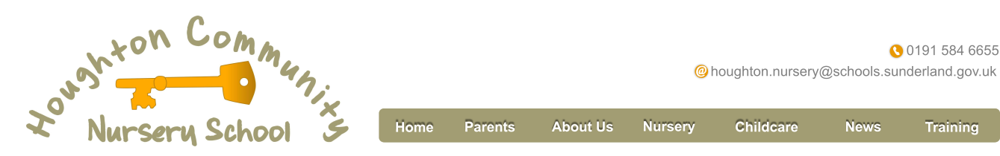 Houghton Community
Nursery School
0191 584 6655
@ houghton.nursery@schools.sunderland.gov.uk
Home Parents About Us Nursery Childcare News Training